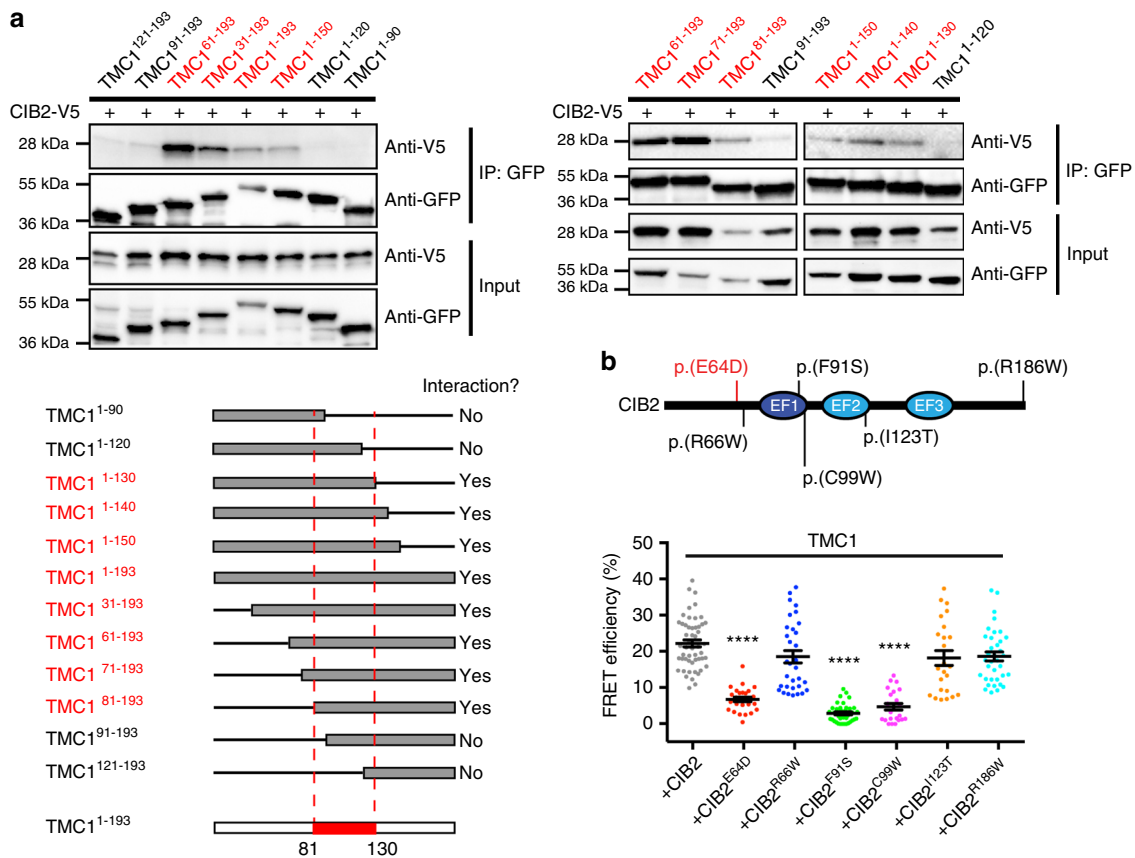 a
TMC1121-193 TMC191-193 TMC161-193 TMC131-193 TMC11-193 TMC11-150 TMC11-120 TMC11-90
CIB2-V5 + + + + + + + +
28 kDa Anti-V5
55 kDa Anti-GFP
36 kDa
IP: GFP
28 kDa Anti-V5
55 kDa Anti-GFP
36 kDa
Input
TMC161-193 TMC171-193 TMC181-193 TMC191-193 TMC11-150 TMC11-140 TMC11-130 TMC11-120
CIB2-V5 + + + + + + + +
28 kDa Anti-V5
55 kDa Anti-GFP
36 kDa
IP: GFP
28 kDa Anti-V5
55 kDa Anti-GFP
36 kDa
Input
Interaction?
TMC11-90 No
TMC11-120 No
TMC1 1-130 Yes
TMC1 1-140 Yes
TMC1 1-150 Yes
TMC1 1-193 Yes
TMC1 31-193 Yes
TMC1 61-193 Yes
TMC1 71-193 Yes
TMC1 81-193 Yes
TMC191-193 No
TMC1121-193 No
TMC11-193
81 130
b
p.(E64D) p.(F91S) p.(R186W)
CIB2 EF1 EF2 EF3
p.(R66W) p.(I123T)
p.(C99W)
TMC1
FRET efficiency (%)
50
40
30
20
10
0
**** **** ****
+CIB2 +CIB2E64D +CIB2R66W +CIB2F91S +CIB2C99W +CIB2I123T +CIB2R186W